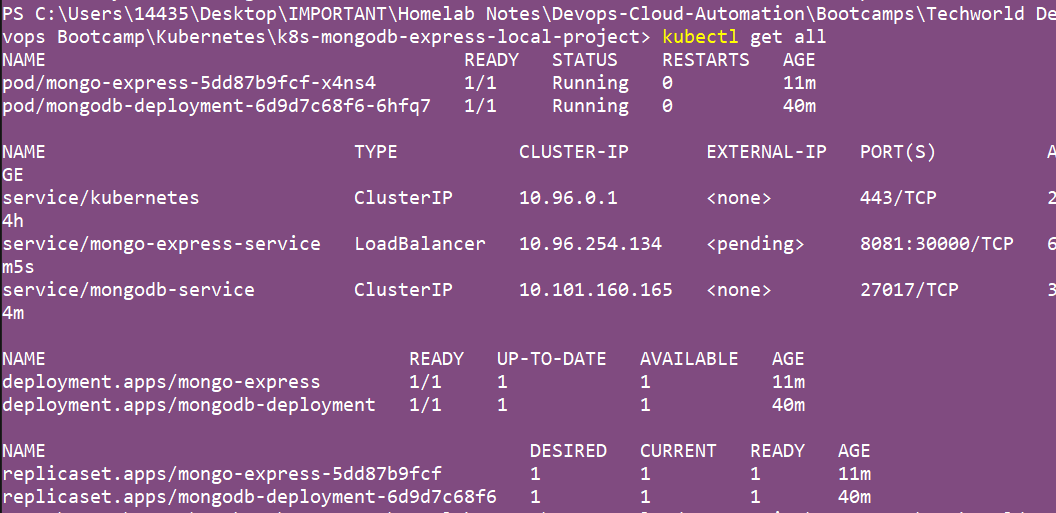 PS C:\Users\14435\Desktop\IMPORTANT\Homelab Notes\Devops-Cloud-Automation\Bootcamps\Techworld De
vops Bootcamp\Kubernetes\k8s-mongodb-express-local-project> kubectl get all
NAME READY STATUS RESTARTS AGE
pod/mongo-express-5dd87b9fcf-x4ns4 1/1 Running 0 11m
pod/mongodb-deployment-6d9d7c68f6-6hfq7 1/1 Running 0 40m
NAME TYPE CLUSTER-IP EXTERNAL-IP PORT(S) A
GE
service/kubernetes ClusterIP 10.96.0.1 <none> 443/TCP 2
4h
service/mongo-express-service LoadBalancer 10.96.254.134 <pending> 8081:30000/TCP 6
m5s
service/mongodb-service ClusterIP 10.101.160.165 <none> 27017/TCP 3
4m
NAME READY UP-TO-DATE AVAILABLE AGE
deployment.apps/mongo-express 1/1 1 1 11m
deployment.apps/mongodb-deployment 1/1 1 1 40m
NAME DESIRED CURRENT READY AGE
replicaset.apps/mongo-express-5dd87b9fcf 1 1 1 11m
replicaset.apps/mongodb-deployment-6d9d7c68f6 1 1 1 40m